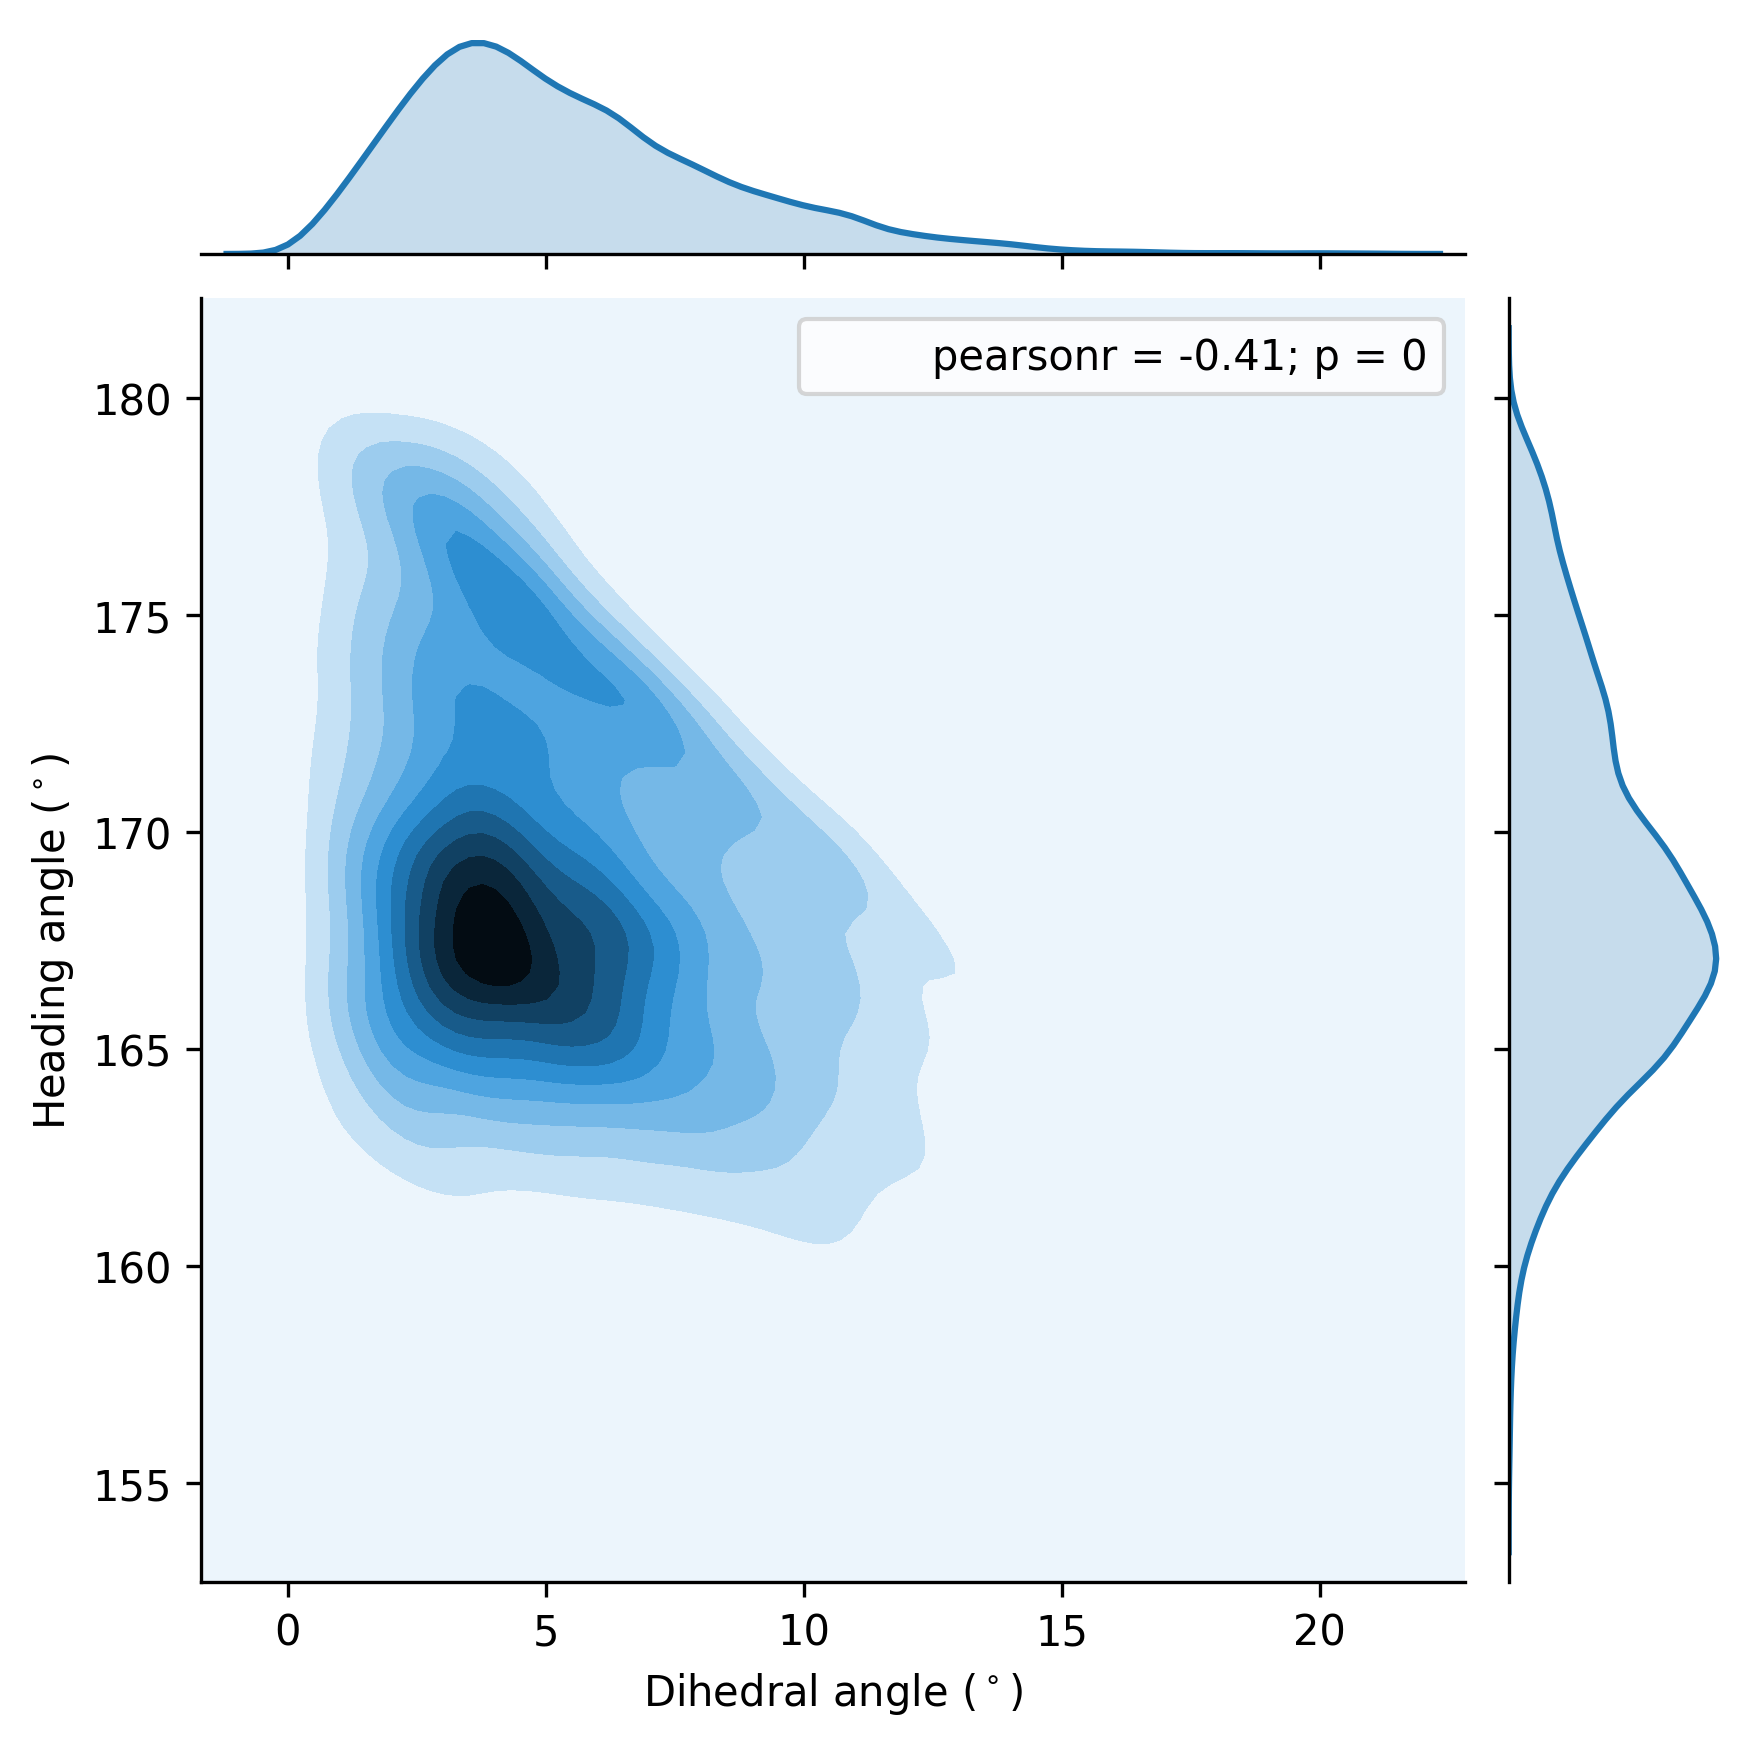 pearsonr = -0.41; p = 0
180
175
170
165
160
155
Heading angle (°)
0 5 10 15 20
Dihedral angle (°)